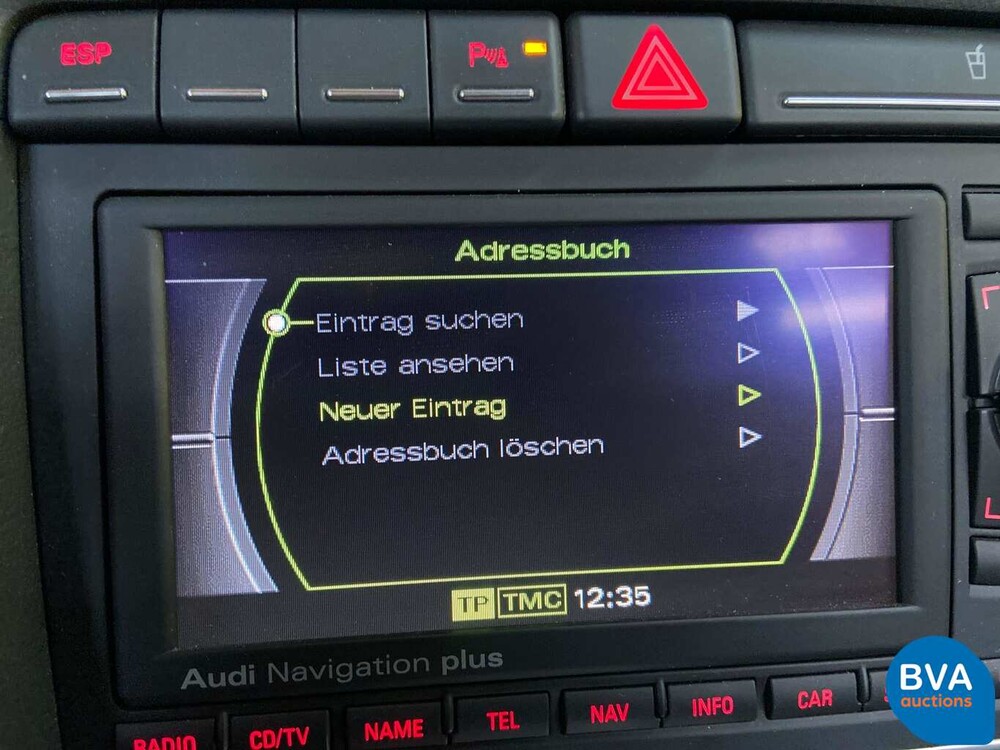 ESP
P
Adressbuch
Eintrag suchen
Liste ansehen
Neuer Eintrag
Adressbuch löschen
TP TMC 12:35
Audi Navigation plus
RADIO CD/TV NAME TEL NAV INFO CAR
BVA
auctions